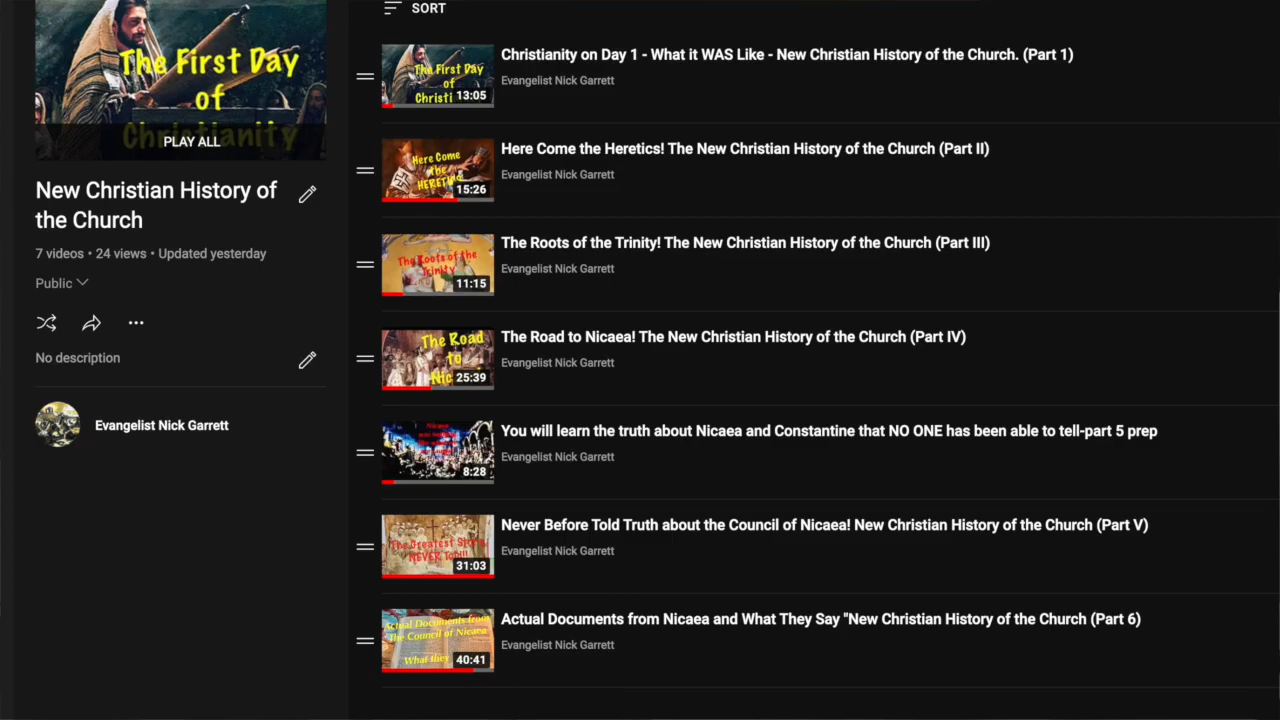 The First Day
of
Christianity
PLAY ALL
New Christian History of
the Church
7 videos • 24 views • Updated yesterday
Public
No description
Evangelist Nick Garrett
SORT
The First Day
of
Christi
13:05
Christianity on Day 1 - What it WAS Like - New Christian History of the Church. (Part 1)
Evangelist Nick Garrett
Here Come
the
15:26
Here Come the Heretics! The New Christian History of the Church (Part II)
Evangelist Nick Garrett
The Roots of the
Trinity
11:15
The Roots of the Trinity! The New Christian History of the Church (Part III)
Evangelist Nick Garrett
The Road
to
Nic
25:39
The Road to Nicaea! The New Christian History of the Church (Part IV)
Evangelist Nick Garrett
8:28
You will learn the truth about Nicaea and Constantine that NO ONE has been able to tell-part 5 prep
Evangelist Nick Garrett
The Greatest Story
NEVER Told!!
31:03
Never Before Told Truth about the Council of Nicaea! New Christian History of the Church (Part V)
Evangelist Nick Garrett
Actual Documents from
The Council of Nicaea
What they
40:41
Actual Documents from Nicaea and What They Say "New Christian History of the Church (Part 6)
Evangelist Nick Garrett